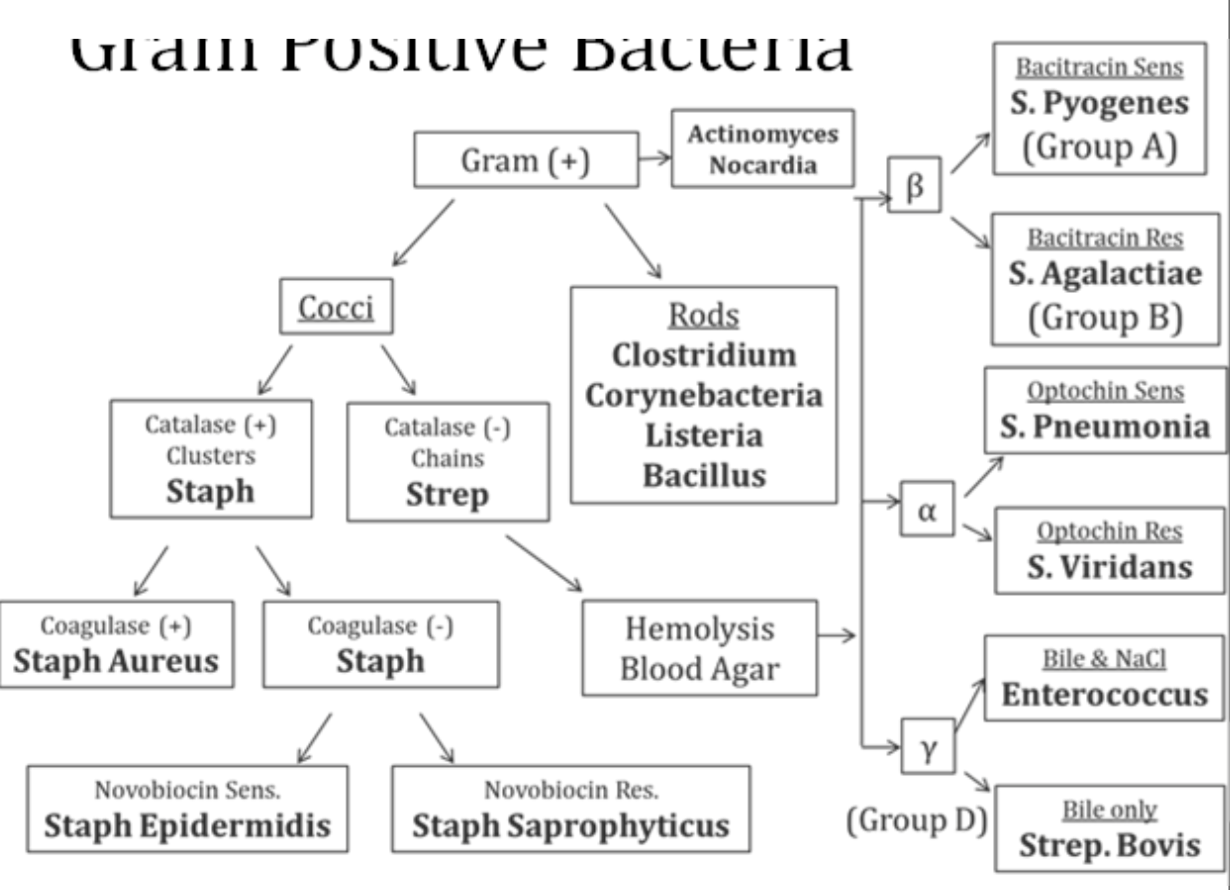 Gram Positive Bacteria
Gram (+)
Actinomyces
Nocardia
Cocci
Rods
Clostridium
Corynebacteria
Listeria
Bacillus
Catalase (+)
Clusters
Staph
Catalase (-)
Chains
Strep
Coagulase (+)
Staph Aureus
Coagulase (-)
Staph
Hemolysis
Blood Agar
Novobiocin Sens.
Staph Epidermidis
Novobiocin Res.
Staph Saprophyticus
β
Bacitracin Sens
S. Pyogenes
(Group A)
Bacitracin Res
S. Agalactiae
(Group B)
α
Optochin Sens
S. Pneumonia
Optochin Res
S. Viridans
γ
(Group D)
Bile & NaCl
Enterococcus
Bile only
Strep. Bovis